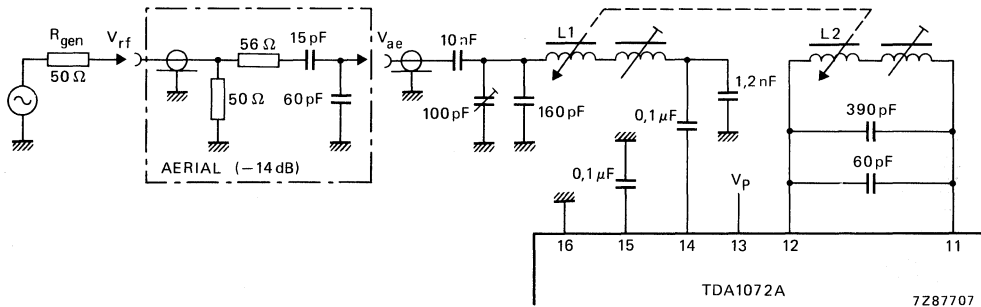 R_gen
50 Ω
V_rf
56 Ω
15 pF
50 Ω
60 pF
AERIAL (−14 dB)
V_ae
10 nF
100 pF
160 pF
L1
0,1 μF
1,2 nF
0,1 μF
V_P
L2
390 pF
60 pF
16
15
14
13
12
11
TDA1072A
7Z87707